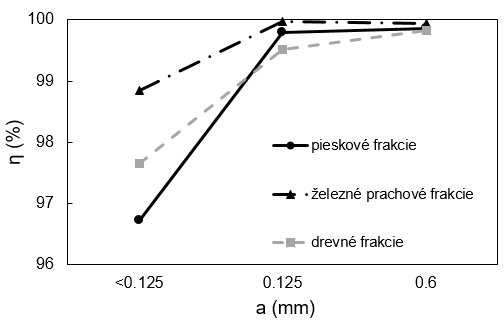 100
99
98
97
96
η (%)
pieskové frakcie
železné prachové frakcie
drevné frakcie
<0.125
0.125
0.6
a (mm)